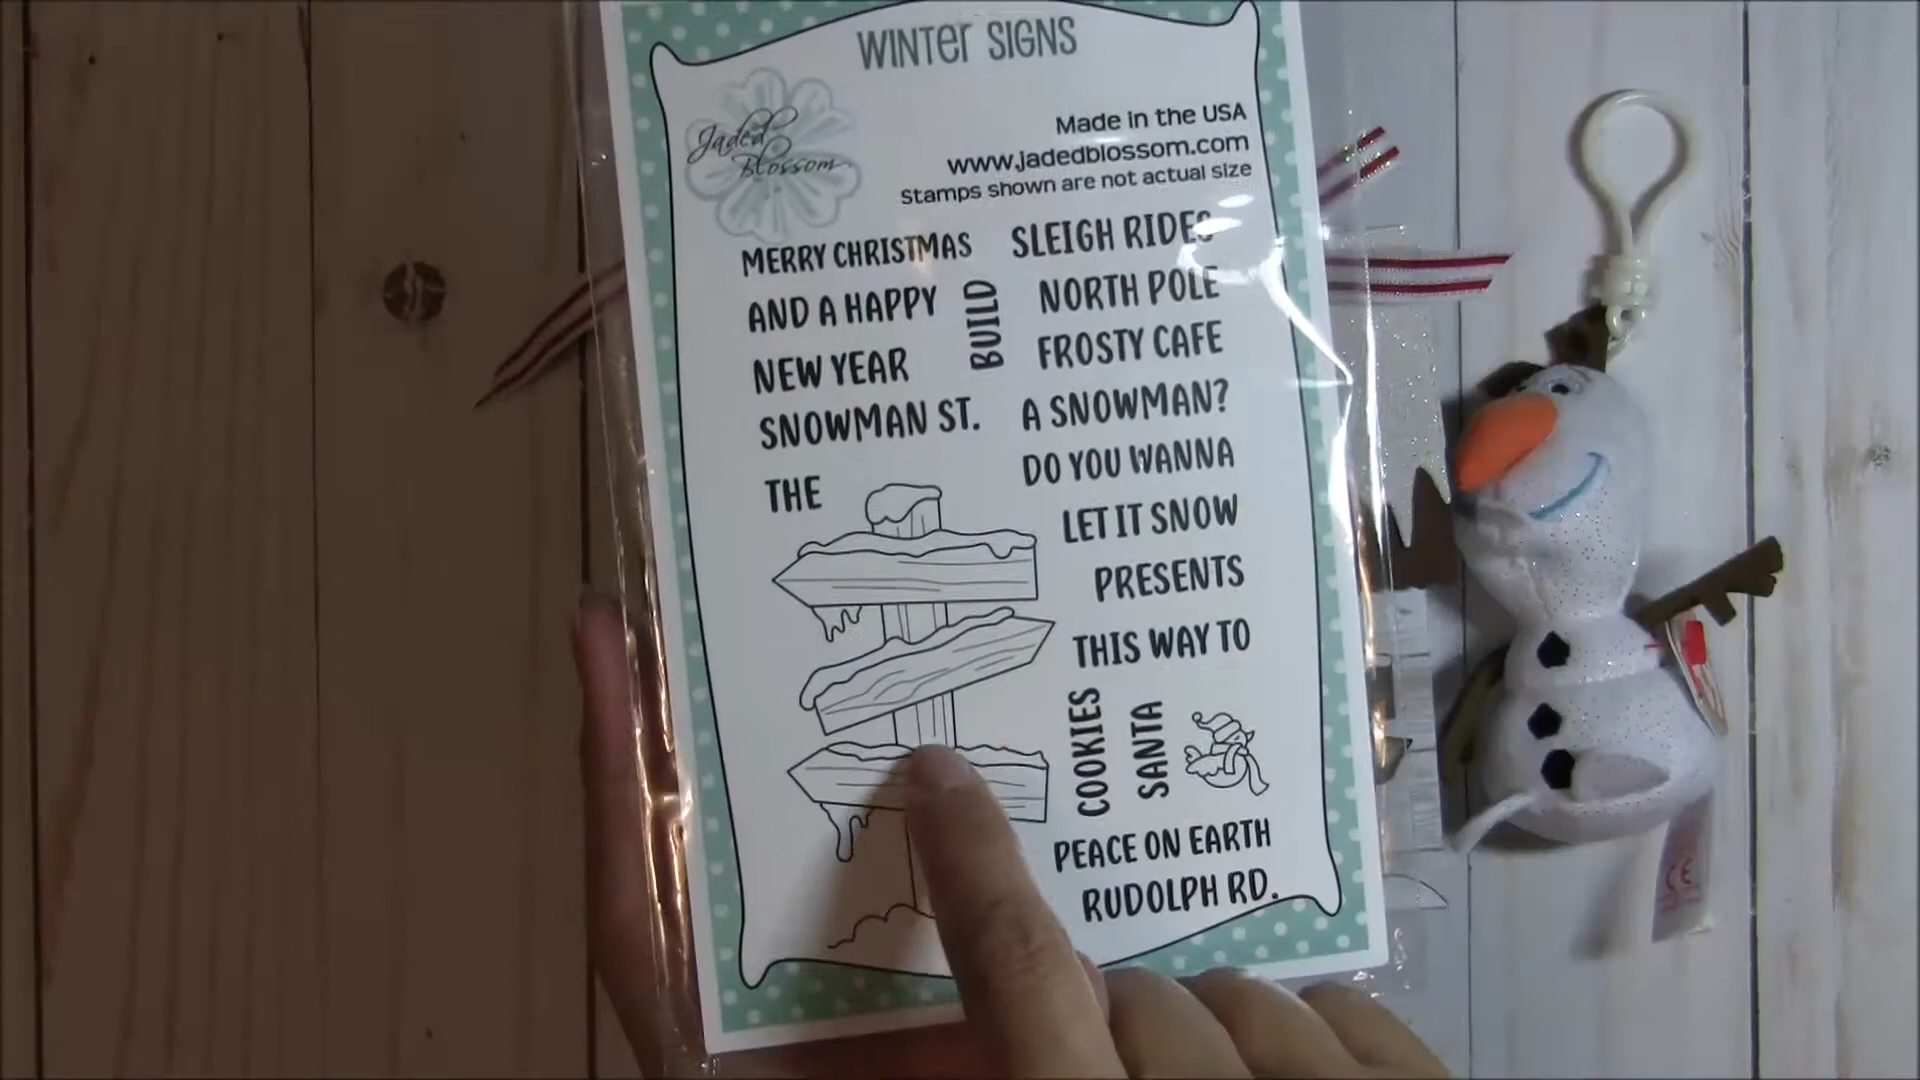 WINTER SIGNS
Jaded
Blossom
Made in the USA
www.jadedblossom.com
Stamps shown are not actual size
MERRY CHRISTMAS
AND A HAPPY
NEW YEAR
SNOWMAN ST.
THE
BUILD
SLEIGH RIDES
NORTH POLE
FROSTY CAFE
A SNOWMAN?
DO YOU WANNA
LET IT SNOW
PRESENTS
THIS WAY TO
COOKIES
SANTA
PEACE ON EARTH
RUDOLPH RD.
CE